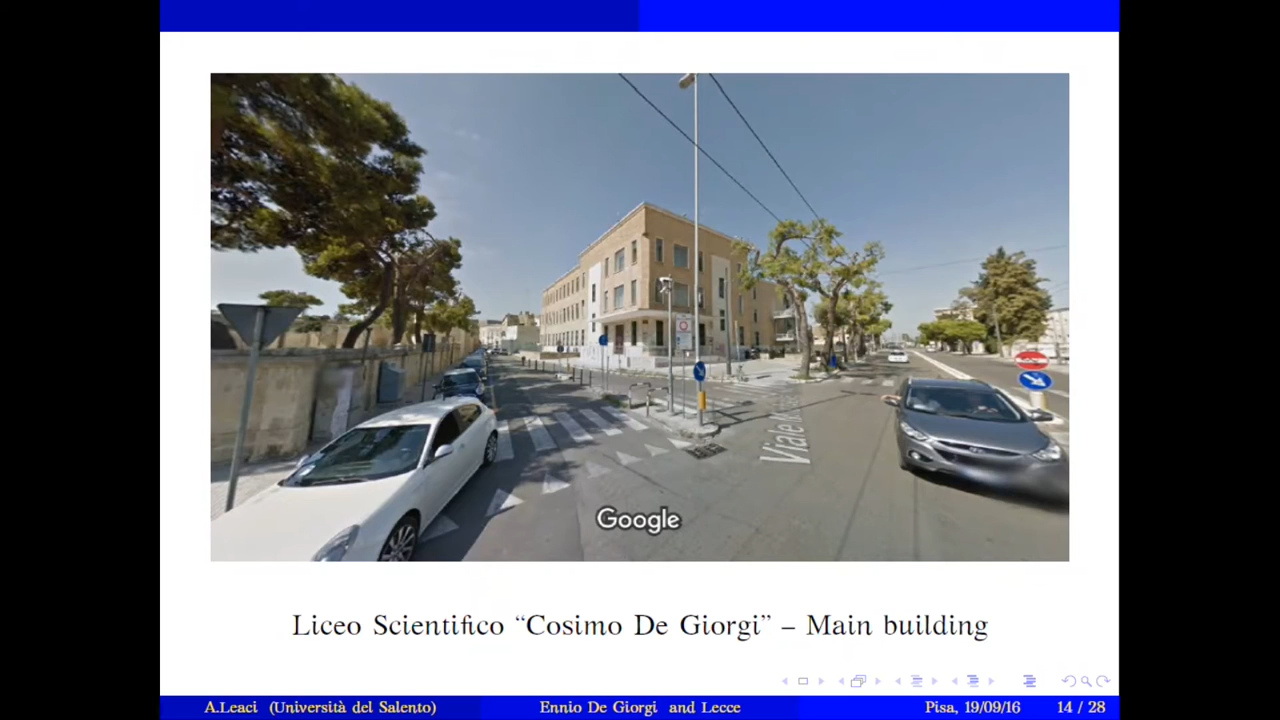 Viale
Google
Liceo Scientifico “Cosimo De Giorgi” – Main building
A.Leaci (Università del Salento)
Ennio De Giorgi and Lecce
Pisa, 19/09/16
14 / 28